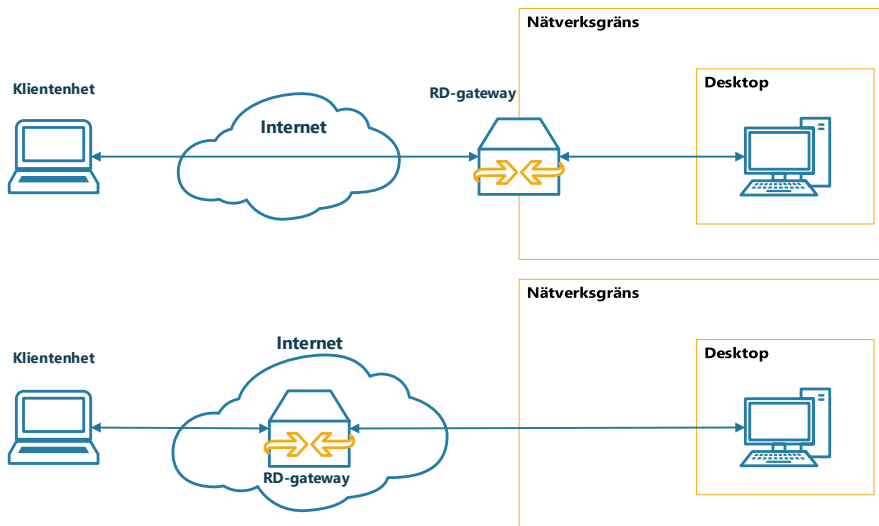 Nätverksgräns
Klientenhet
RD-gateway
Desktop
Internet
Nätverksgräns
Internet
Klientenhet
Desktop
RD-gateway